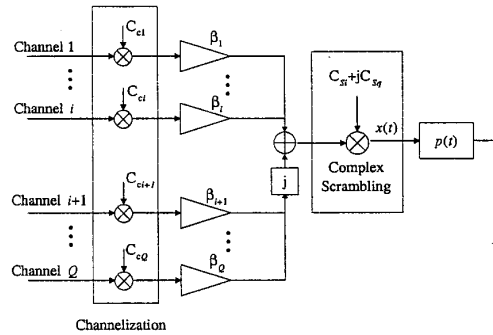 C_c1
β_1
Channel 1
C_ci
β_i
Channel i
C_Si+jC_Sq
x(t)
p(t)
j
Complex
Scrambling
C_ci+1
β_i+1
Channel i+1
C_cQ
β_Q
Channel Q
Channelization